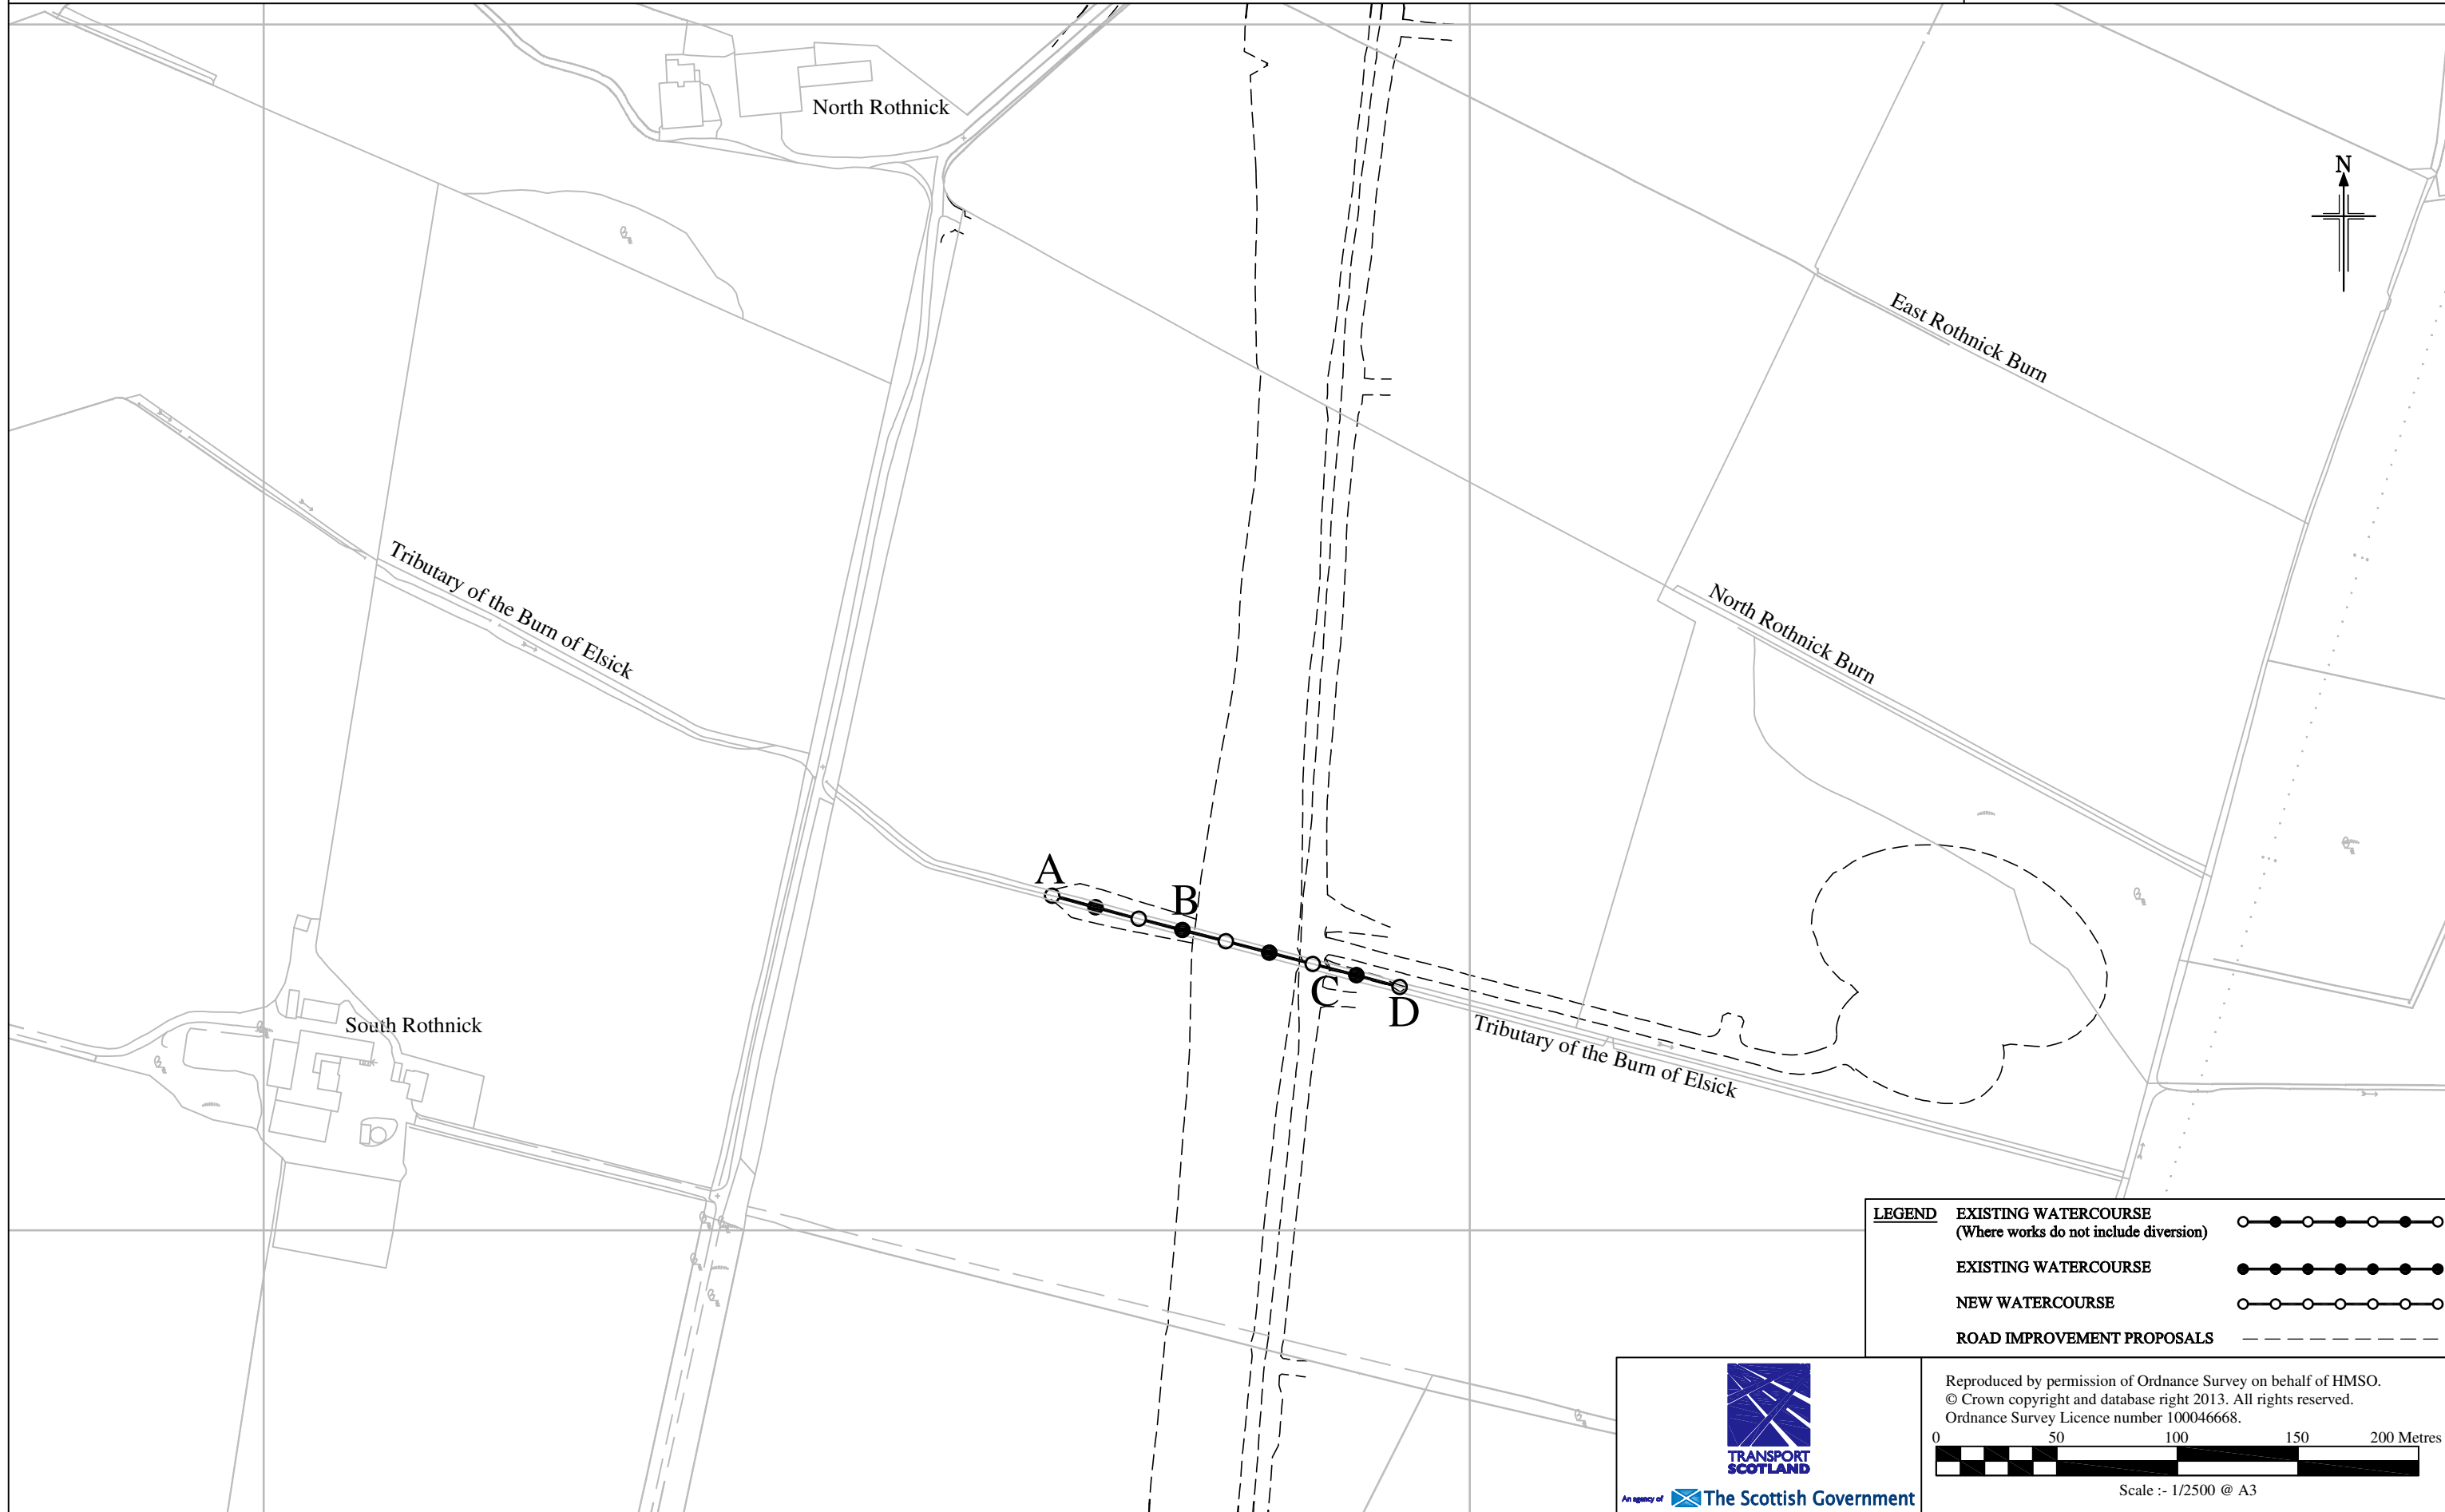 North Rothnick
N
East Rothnick Burn
Tributary of the Burn of Elsick
North Rothnick Burn
A
B
C
D
South Rothnick
Tributary of the Burn of Elsick
LEGEND
EXISTING WATERCOURSE
(Where works do not include diversion)
EXISTING WATERCOURSE
NEW WATERCOURSE
ROAD IMPROVEMENT PROPOSALS
TRANSPORT
SCOTLAND
An agency of The Scottish Government
Reproduced by permission of Ordnance Survey on behalf of HMSO.
© Crown copyright and database right 2013. All rights reserved.
Ordnance Survey Licence number 100046668.
0 50 100 150 200 Metres
Scale :- 1/2500 @ A3